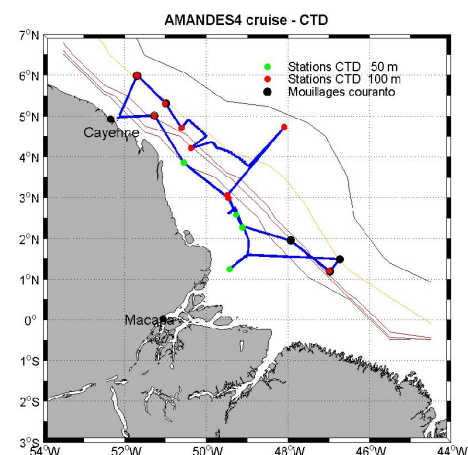 AMANDES4 cruise - CTD
7°N
6°N
5°N
4°N
3°N
2°N
1°N
0°
1°S
2°S
3°S
Stations CTD 50 m
Stations CTD 100 m
Mouillages couranto
Cayenne
Macapa
54°W 52°W 50°W 48°W 46°W 44°W